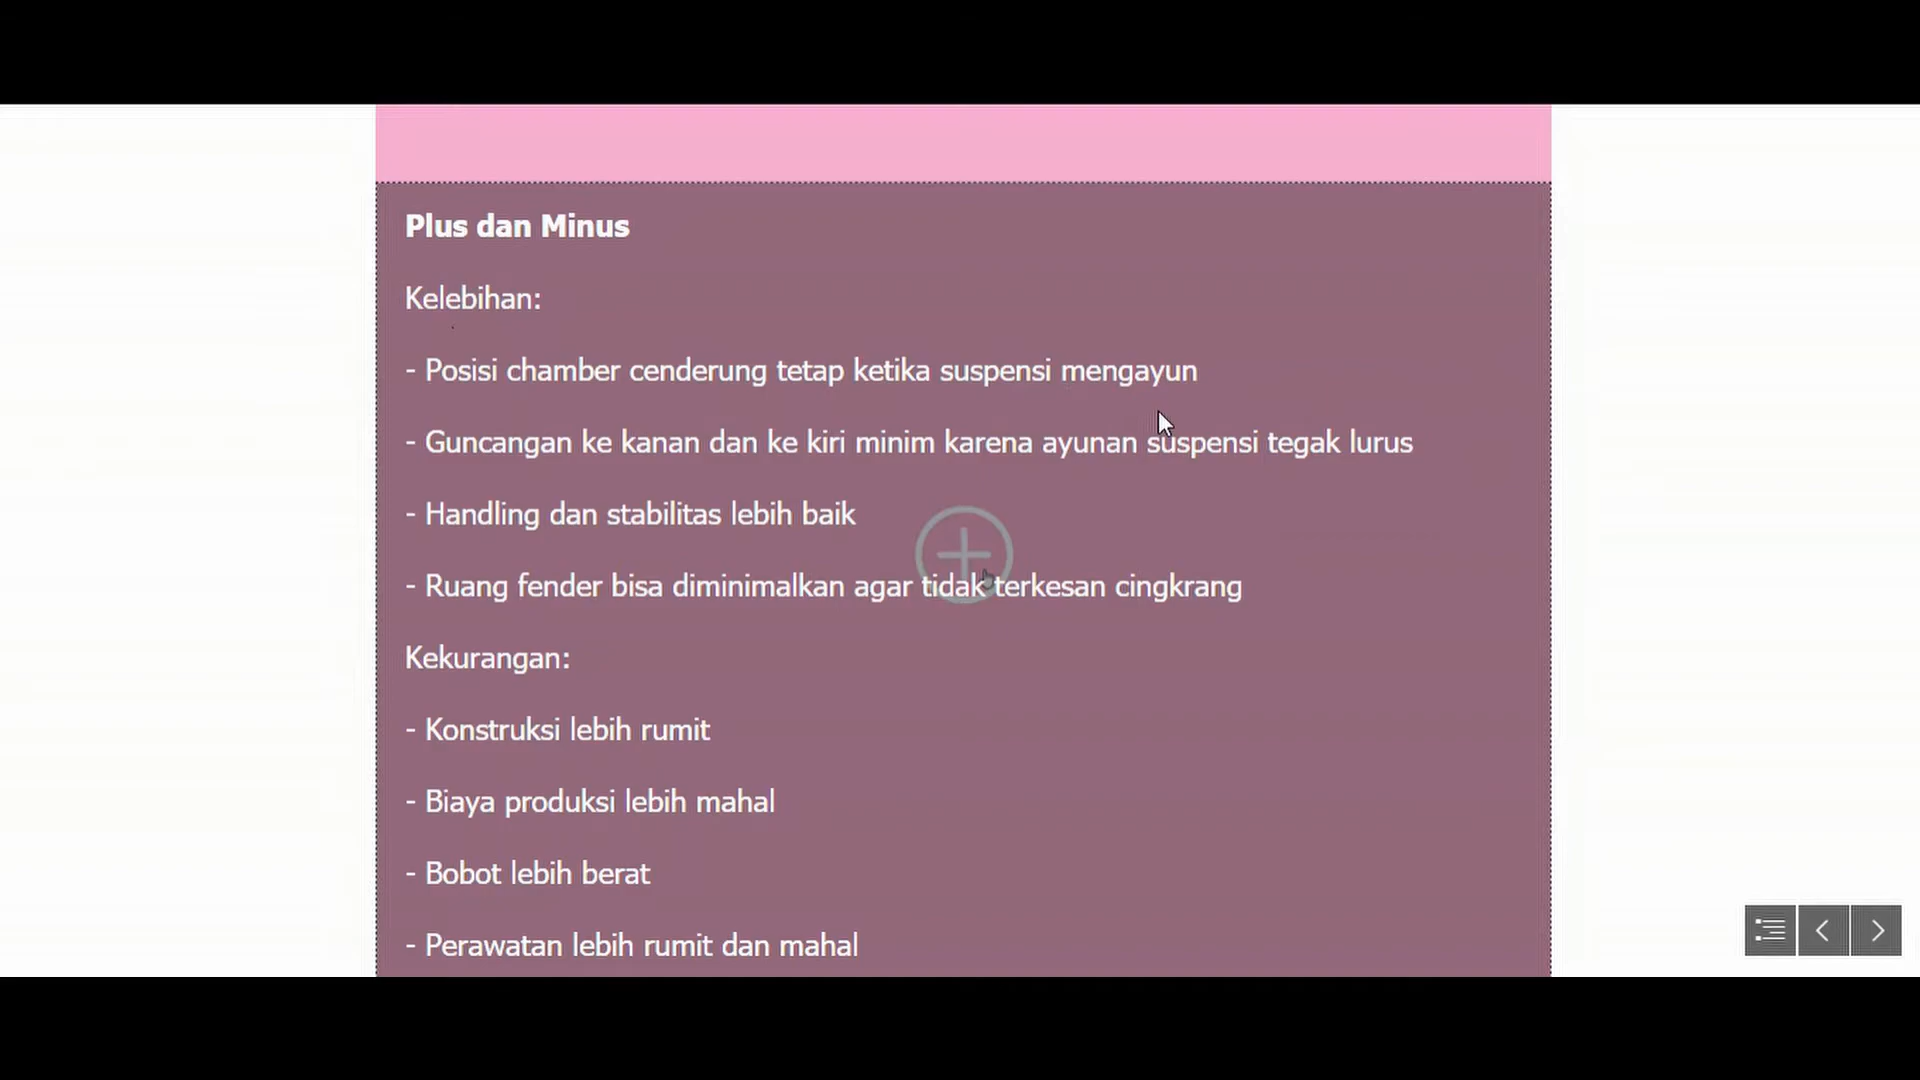 Plus dan Minus
Kelebihan:
- Posisi chamber cenderung tetap ketika suspensi mengayun
- Guncangan ke kanan dan ke kiri minim karena ayunan suspensi tegak lurus
- Handling dan stabilitas lebih baik
- Ruang fender bisa diminimalkan agar tidak terkesan cingkrang
Kekurangan:
- Konstruksi lebih rumit
- Biaya produksi lebih mahal
- Bobot lebih berat
- Perawatan lebih rumit dan mahal